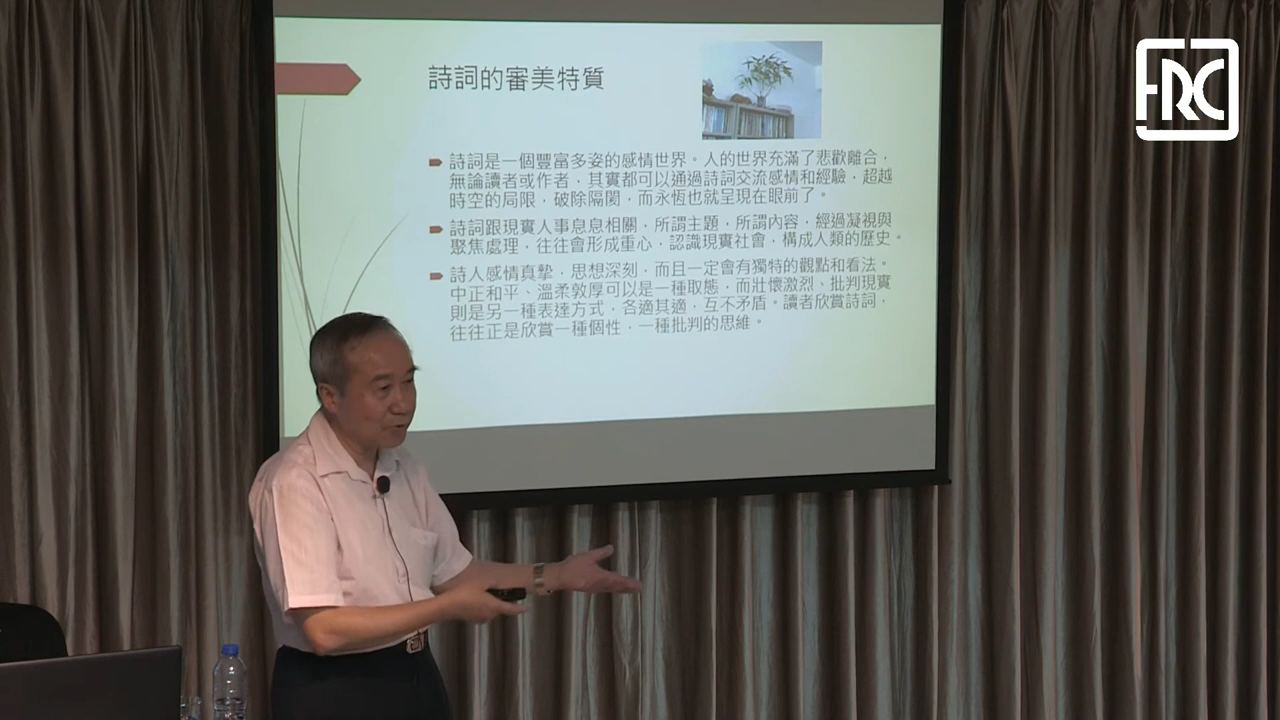 FRC
詩詞的審美特質
詩詞是一個豐富多姿的感情世界。人的世界充滿了悲歡離合，
無論讀者或作者，其實都可以通過詩詞交流感情和經驗，超越
時空的局限，破除隔閡，而永恆也就呈現在眼前了。
詩詞跟現實人事息息相關，所謂主題，所謂內容，經過凝視與
聚焦處理，往往會形成重心，認識現實社會，構成人類的歷史。
詩人感情真摯，思想深刻，而且一定會有獨特的觀點和看法。
中正和平、溫柔敦厚可以是一種取態，而壯懷激烈、批判現實
則是另一種表達方式，各適其適，互不矛盾。讀者欣賞詩詞，
往往正是欣賞一種個性，一種批判的思維。